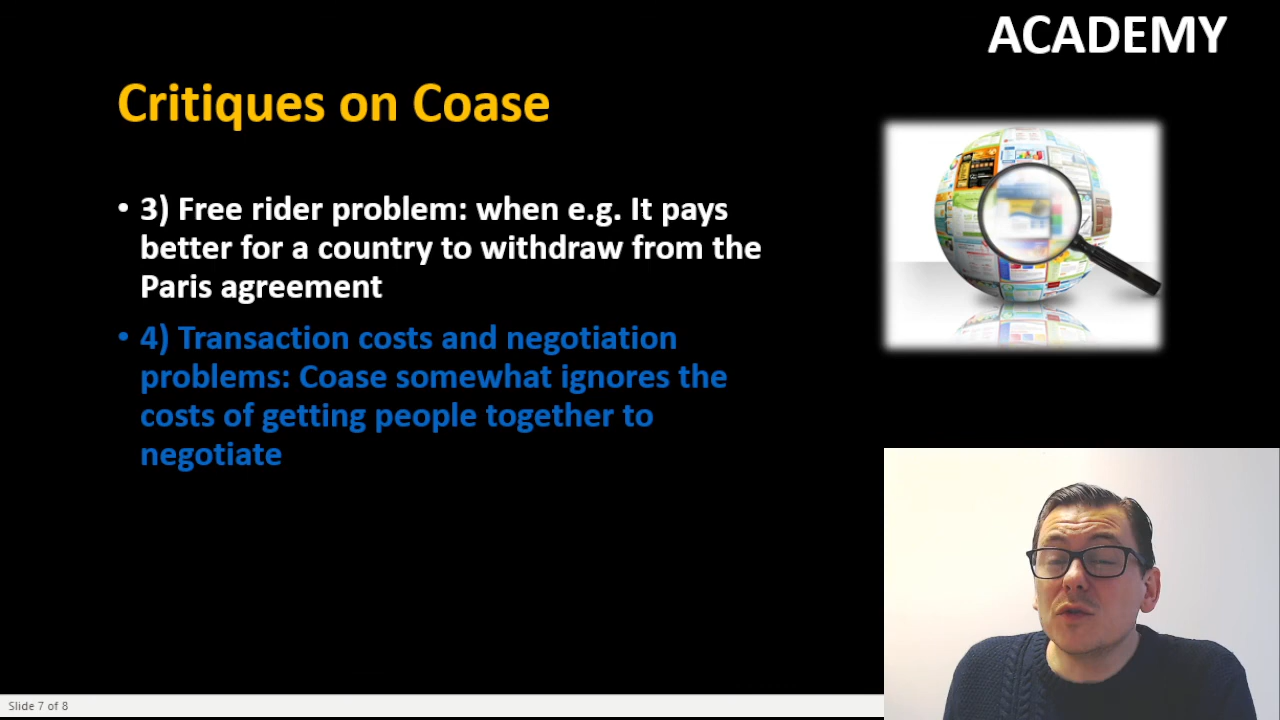 ACADEMY
Critiques on Coase
• 3) Free rider problem: when e.g. It pays
better for a country to withdraw from the
Paris agreement
• 4) Transaction costs and negotiation
problems: Coase somewhat ignores the
costs of getting people together to
negotiate
Slide 7 of 8